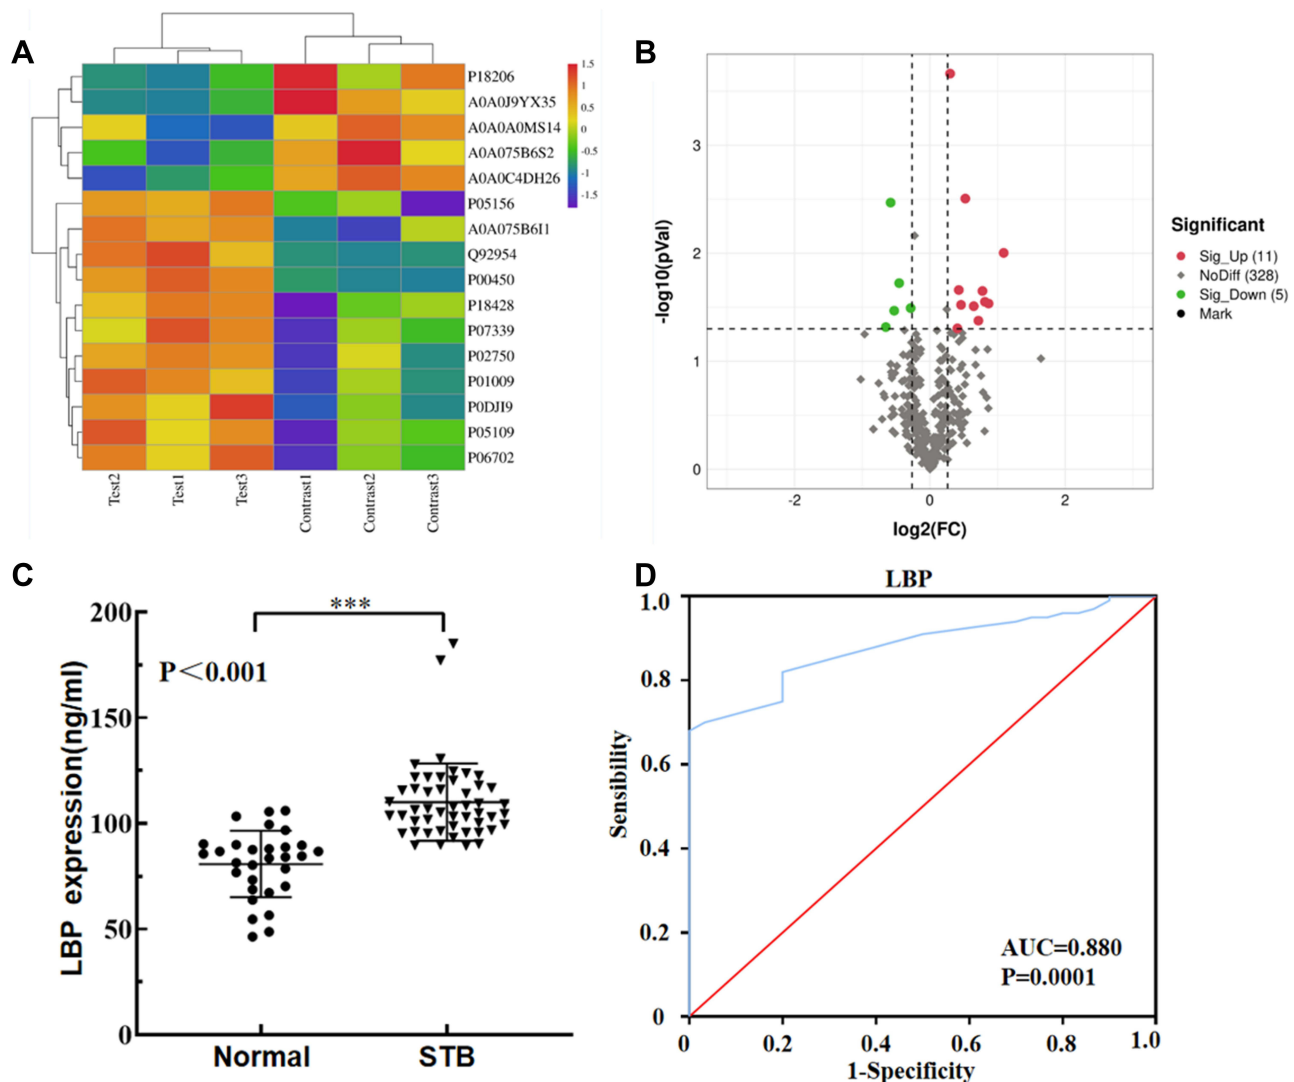 A
P18206
A0A0J9YX35
A0A0A0MS14
A0A075B6S2
A0A0C4DH26
P05156
A0A075B6I1
Q92954
P00450
P18428
P07339
P02750
P01009
P0DJI9
P05109
P06702
1.5
1
0.5
0
-0.5
-1
-1.5
Test2
Test1
Test3
Contrast1
Contrast2
Contrast3
B
-log10(pVal)
3
2
1
0
-2
0
2
log2(FC)
Significant
Sig_Up (11)
NoDiff (328)
Sig_Down (5)
Mark
C
LBP expression(ng/ml)
200
150
100
50
0
***
P<0.001
Normal
STB
D
LBP
Sensibility
1.0
0.8
0.6
0.4
0.2
0
AUC=0.880
P=0.0001
0
0.2
0.4
0.6
0.8
1.0
1-Specificity